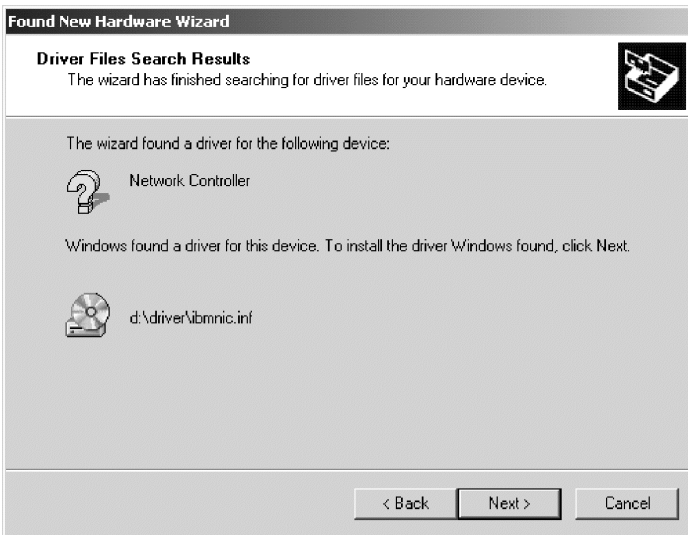 Found New Hardware Wizard
Driver Files Search Results
The wizard has finished searching for driver files for your hardware device.
The wizard found a driver for the following device:
Network Controller
Windows found a driver for this device. To install the driver Windows found, click Next.
d:\driver\ibmnic.inf
< Back Next > Cancel